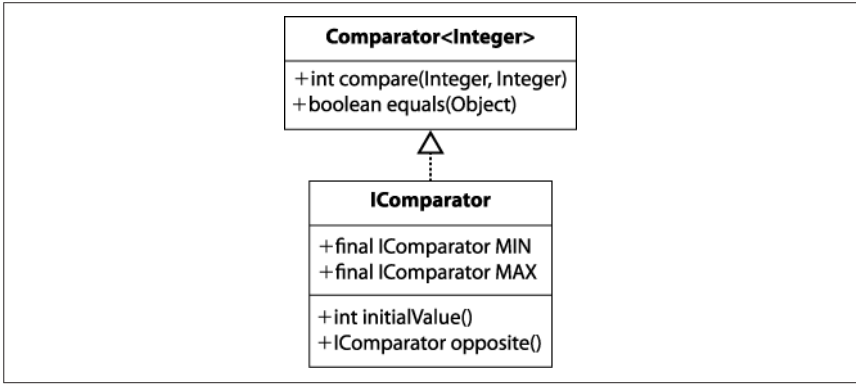 Comparator<Integer>
+int compare(Integer, Integer)
+boolean equals(Object)
IComparator
+final IComparator MIN
+final IComparator MAX
+int initialValue()
+IComparator opposite()